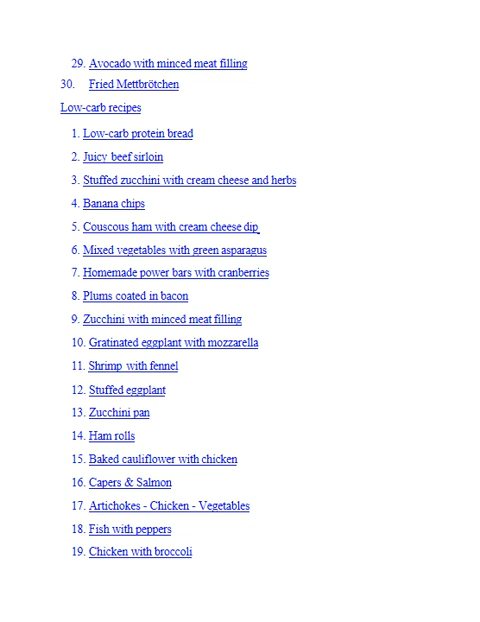 29. Avocado with minced meat filling
30. Fried Mettbrötchen
Low-carb recipes
1. Low-carb protein bread
2. Juicy beef sirloin
3. Stuffed zucchini with cream cheese and herbs
4. Banana chips
5. Couscous ham with cream cheese dip
6. Mixed vegetables with green asparagus
7. Homemade power bars with cranberries
8. Plums coated in bacon
9. Zucchini with minced meat filling
10. Gratinated eggplant with mozzarella
11. Shrimp with fennel
12. Stuffed eggplant
13. Zucchini pan
14. Ham rolls
15. Baked cauliflower with chicken
16. Capers & Salmon
17. Artichokes - Chicken - Vegetables
18. Fish with peppers
19. Chicken with broccoli